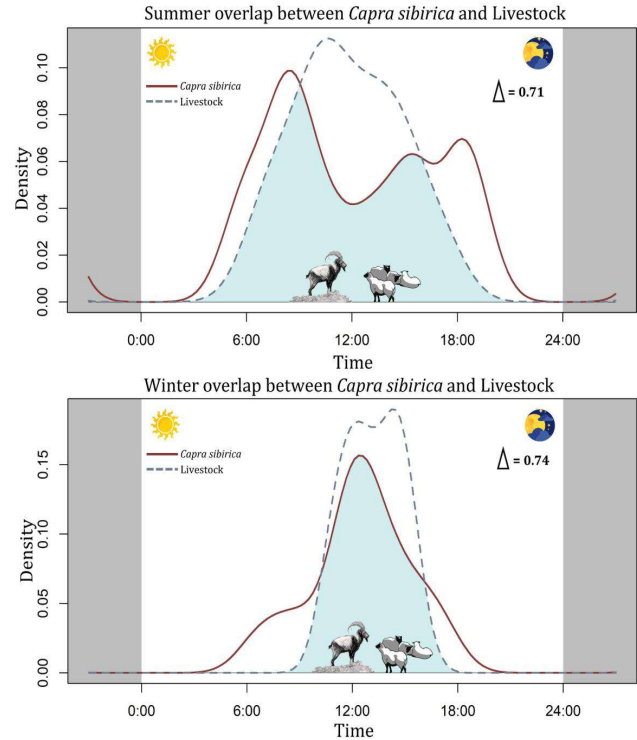 Summer overlap between Capra sibirica and Livestock
Capra sibirica
Livestock
Δ = 0.71
Density
0.10
0.08
0.06
0.04
0.02
0.00
0:00 6:00 12:00 18:00 24:00
Time
Winter overlap between Capra sibirica and Livestock
Capra sibirica
Livestock
Δ = 0.74
Density
0.15
0.10
0.05
0.00
0:00 6:00 12:00 18:00 24:00
Time